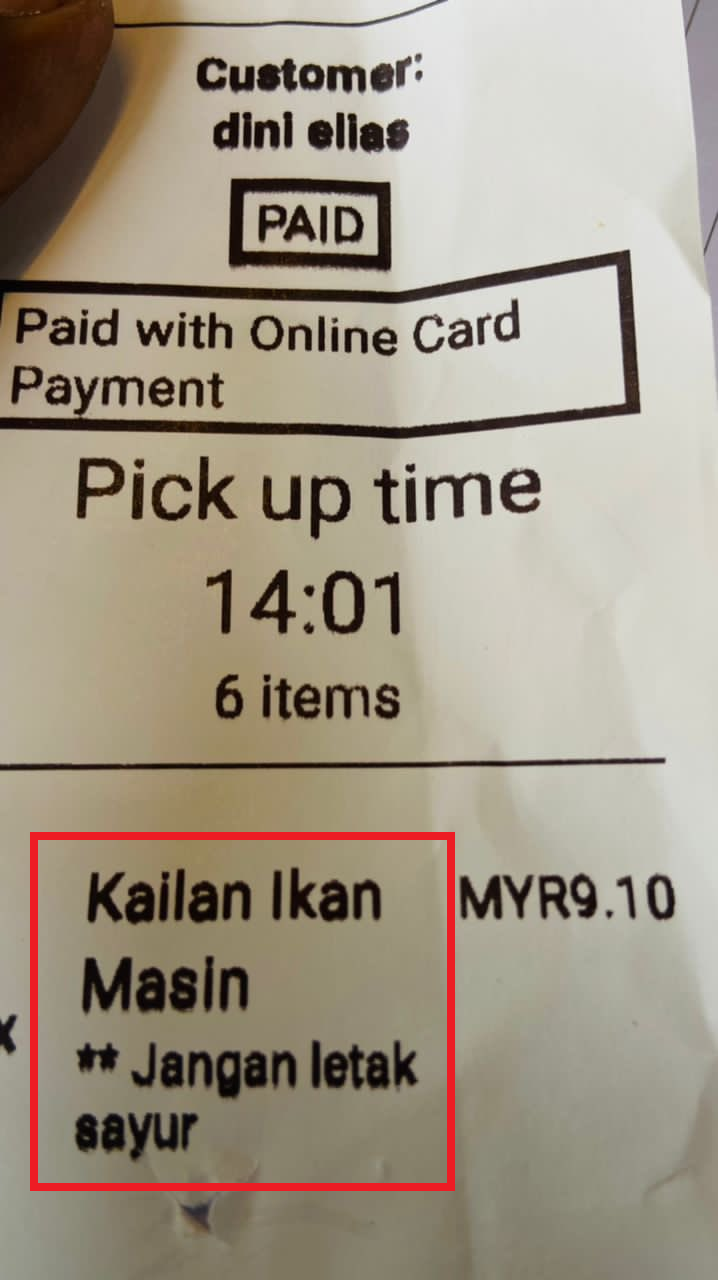 Customer:
dini elias
PAID
Paid with Online Card
Payment
Pick up time
14:01
6 items
Kailan Ikan MYR9.10
Masin
x
** Jangan letak
sayur